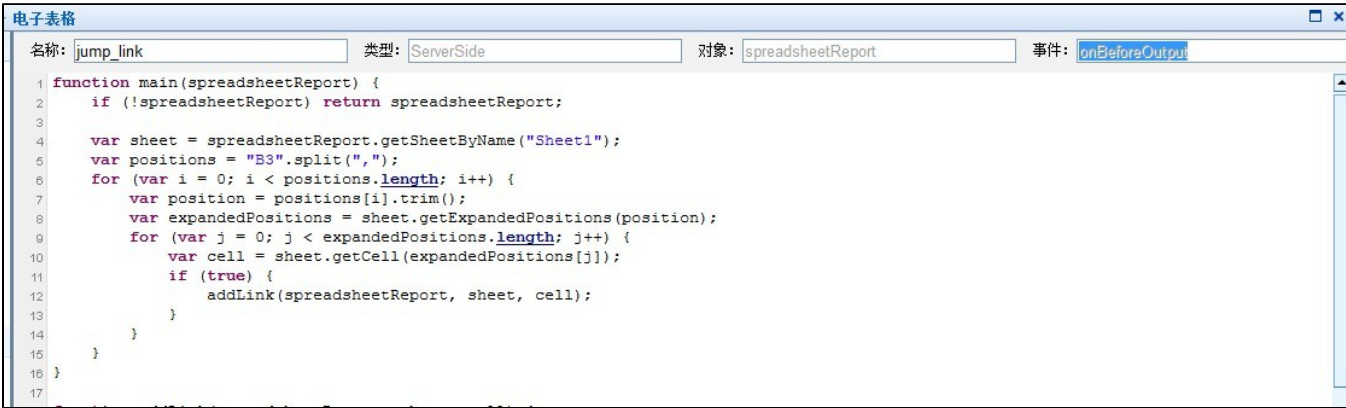 电子表格
名称: jump_link 类型: ServerSide 对象: spreadsheetReport 事件: onBeforeOutput
1 function main(spreadsheetReport) {
2 if (!spreadsheetReport) return spreadsheetReport;
3
4 var sheet = spreadsheetReport.getSheetByName("Sheet1");
5 var positions = "B3".split(",");
6 for (var i = 0; i < positions.length; i++) {
7 var position = positions[i].trim();
8 var expandedPositions = sheet.getExpandedPositions(position);
9 for (var j = 0; j < expandedPositions.length; j++) {
10 var cell = sheet.getCell(expandedPositions[j]);
11 if (true) {
12 addLink(spreadsheetReport, sheet, cell);
13 }
14 }
15 }
16 }
17